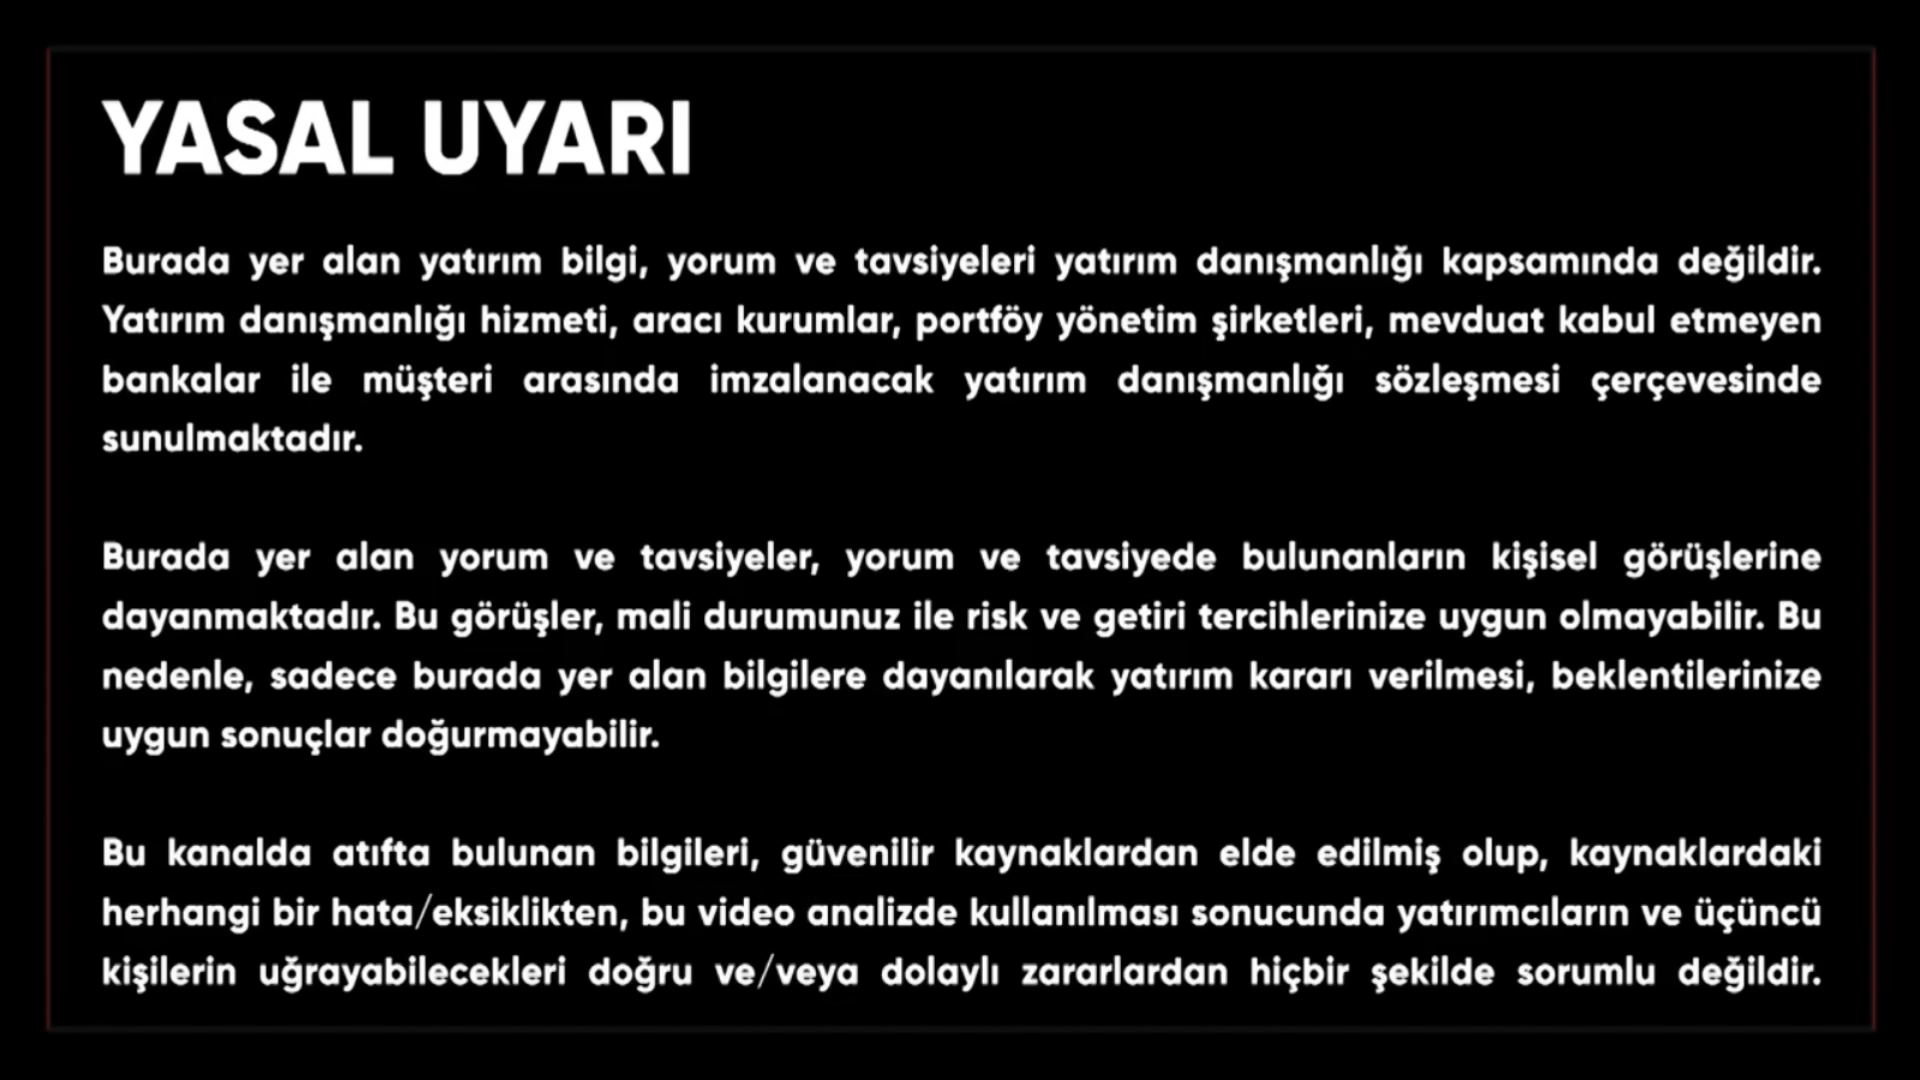 YASAL UYARI
Burada yer alan yatırım bilgi, yorum ve tavsiyeleri yatırım danışmanlığı kapsamında değildir.
Yatırım danışmanlığı hizmeti, aracı kurumlar, portföy yönetim şirketleri, mevduat kabul etmeyen
bankalar ile müşteri arasında imzalanacak yatırım danışmanlığı sözleşmesi çerçevesinde
sunulmaktadır.
Burada yer alan yorum ve tavsiyeler, yorum ve tavsiyede bulunanların kişisel görüşlerine
dayanmaktadır. Bu görüşler, mali durumunuz ile risk ve getiri tercihlerinize uygun olmayabilir. Bu
nedenle, sadece burada yer alan bilgilere dayanılarak yatırım kararı verilmesi, beklentilerinize
uygun sonuçlar doğurmayabilir.
Bu kanalda atıfta bulunan bilgileri, güvenilir kaynaklardan elde edilmiş olup, kaynaklardaki
herhangi bir hata/eksiklikten, bu video analizde kullanılması sonucunda yatırımcıların ve üçüncü
kişilerin uğrayabilecekleri doğru ve/veya dolaylı zararlardan hiçbir şekilde sorumlu değildir.